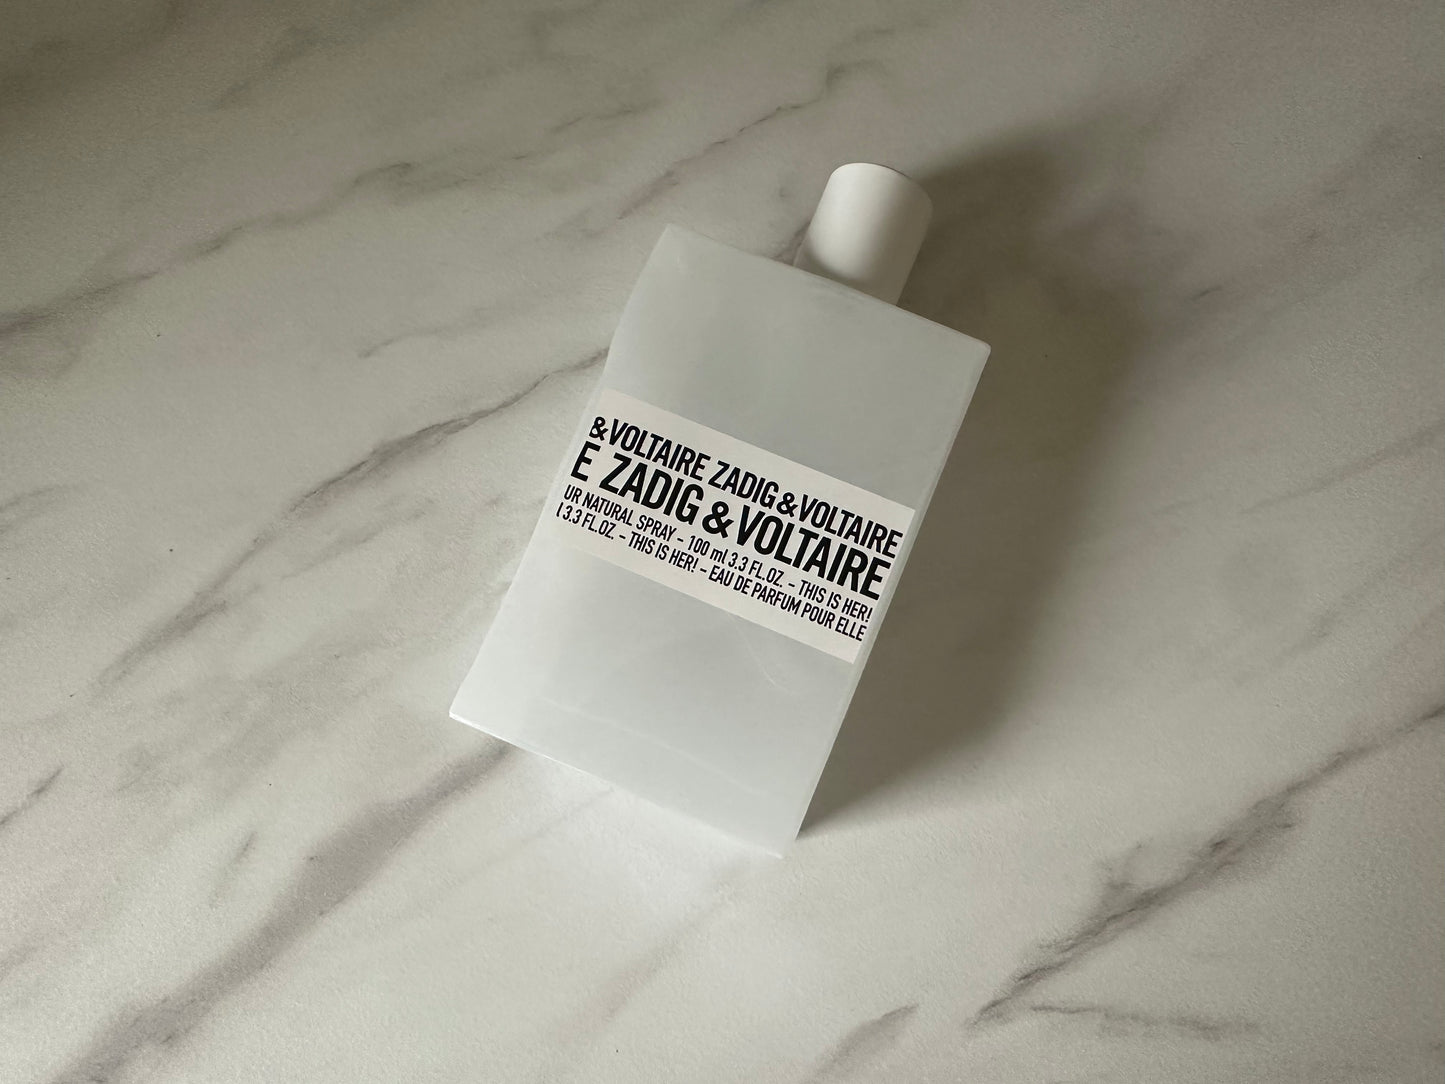 &VOLTAIRE ZADIG&VOLTAIRE
E ZADIG&VOLTAIRE
UR NATURAL SPRAY – 100 ml 3.3 FL.OZ. – THIS IS HER!
l 3.3 FL.OZ. – THIS IS HER! – EAU DE PARFUM POUR ELLE